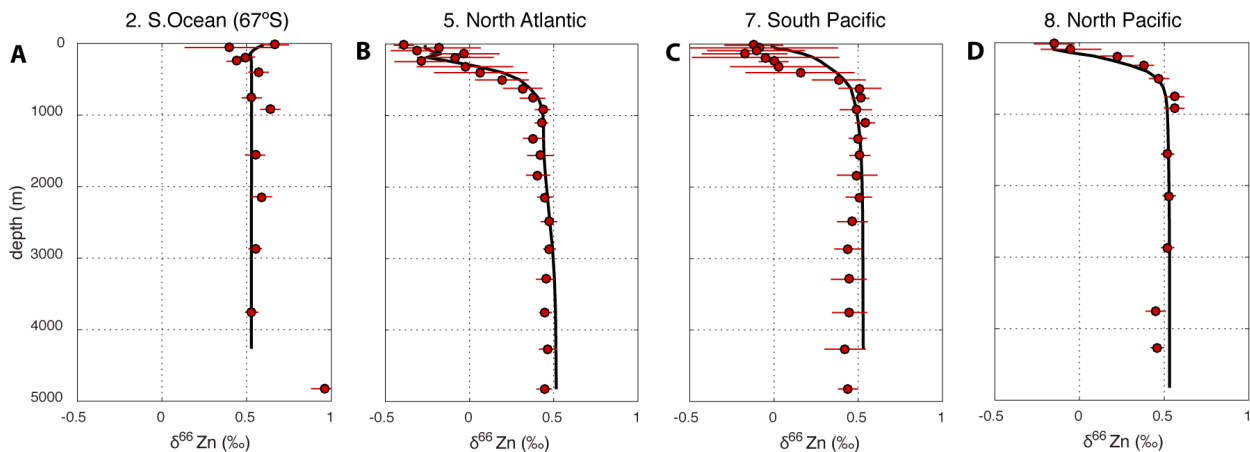 2. S.Ocean (67ºS)
5. North Atlantic
7. South Pacific
8. North Pacific
A
B
C
D
depth (m)
0
1000
2000
3000
4000
5000
-0.5 0 0.5 1
-0.5 0 0.5 1
-0.5 0 0.5 1
-0.5 0 0.5 1
δ⁶⁶ Zn (‰)
δ⁶⁶ Zn (‰)
δ⁶⁶ Zn (‰)
δ⁶⁶ Zn (‰)